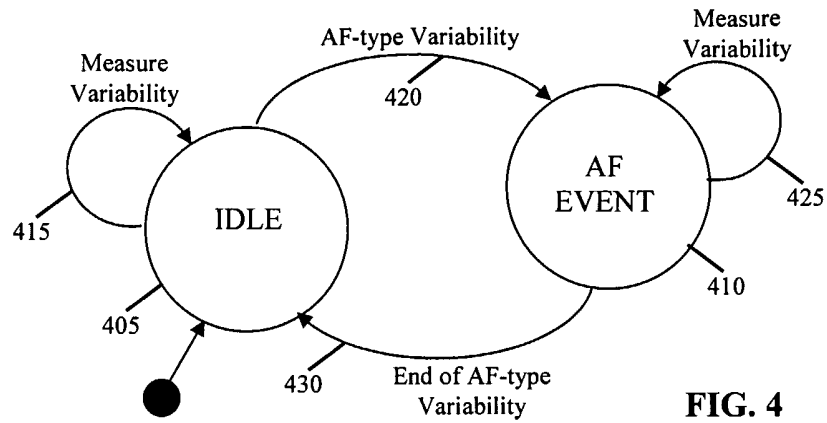 AF-type Variability
Measure
Variability
Measure
Variability
420
AF
EVENT
IDLE
425
415
410
405
430
End of AF-type
Variability
FIG. 4